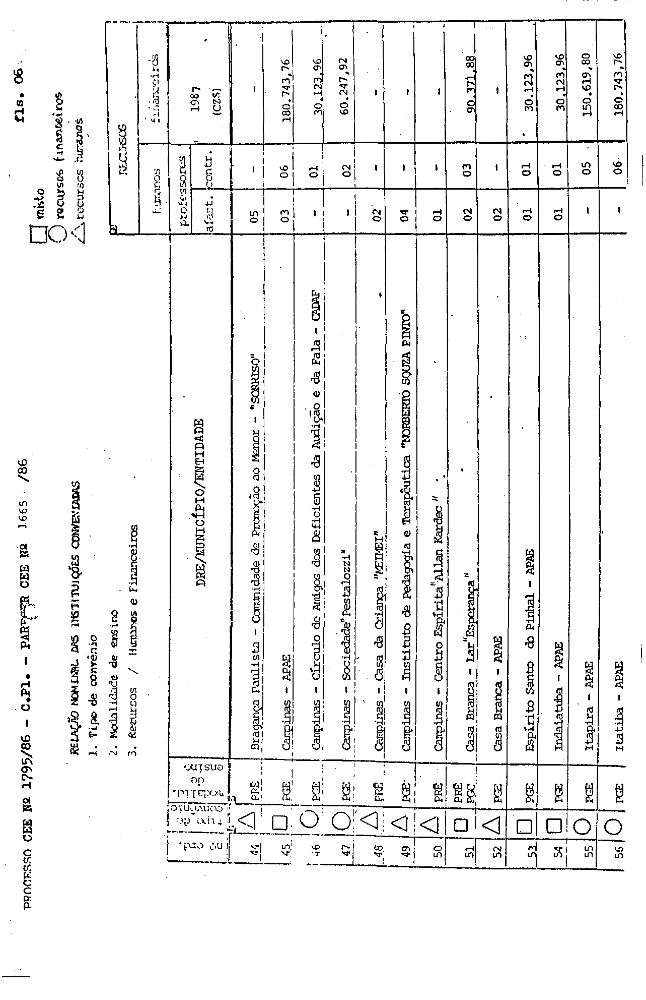 PROCESSO CEE Nº 1795/86 - C.Pl. - PARECER CEE Nº 1665 /86 fls. 06
RELAÇÃO NOMINAL DAS INSTITUIÇÕES CONVENIADAS
1. Tipo de convênio
2. Modalidade de ensino
3. Recursos / Humanos e Financeiros
misto
recursos financeiros
recursos humanos
RECURSOS
humanos financeiros
nº ord. tipo de convênio modalid. de ensino DRE/MUNICÍPIO/ENTIDADE professores 1987 (CZ$)
afast. contr.
44 PRÊ Bragança Paulista - Comunidade de Promoção ao Menor - "SORRISO" 05 - -
45 PGE Campinas - APAE 03 06 180.743,76
46 PGE Campinas - Círculo de Amigos dos Deficientes da Audição e da Fala - CADAF - 01 30.123,96
47 PGE Campinas - Sociedade"Pestalozzi" - 02 60.247,92
48 PRÊ Campinas - Casa da Criança "MEIMEI" 02 - -
49 PGE Campinas - Instituto de Pedagogia e Terapêutica "NORBERTO SOUZA PINTO" 04 - -
50 PRÊ Campinas - Centro Espírita"Allan Kardec" 01 - -
51 PRÊ PGC Casa Branca - Lar"Esperança" 02 03 90.371,88
52 PGE Casa Branca - APAE 02 - -
53 PGE Espírito Santo do Pinhal - APAE 01 01 30.123,96
54 PGE Indaiatuba - APAE 01 01 30.123,96
55 PGE Itapira - APAE - 05 150.619,80
56 PGE Itatiba - APAE - 06 180.743,76